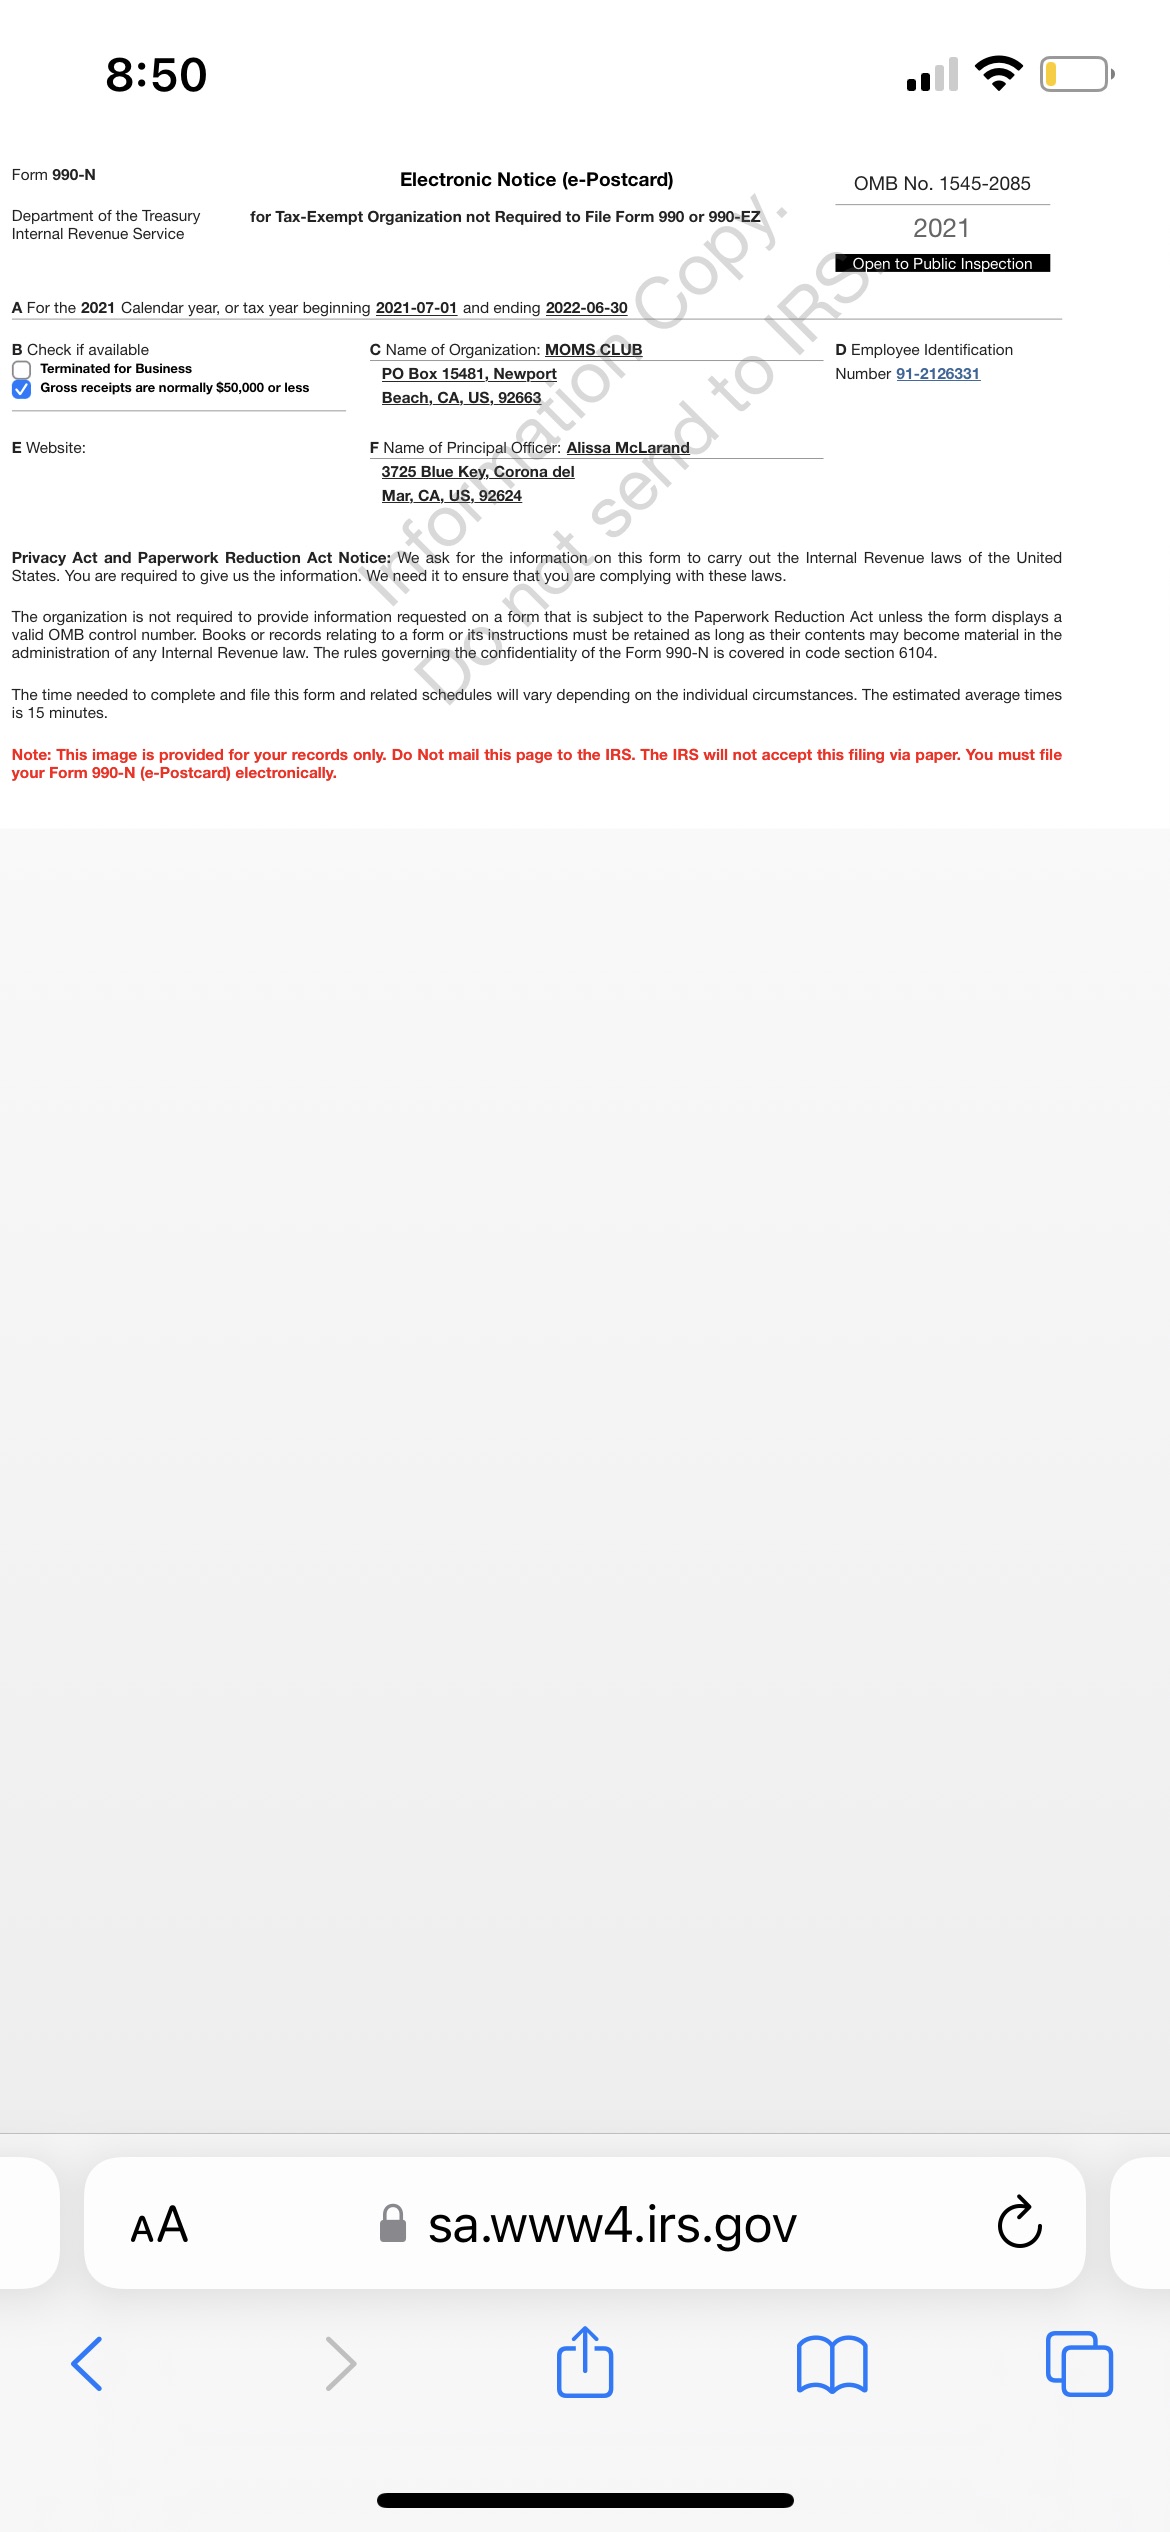 8:50
Form 990-N
Electronic Notice (e-Postcard)
OMB No. 1545-2085
Department of the Treasury
Internal Revenue Service
for Tax-Exempt Organization not Required to File Form 990 or 990-EZ
2021
Open to Public Inspection
A For the 2021 Calendar year, or tax year beginning 2021-07-01 and ending 2022-06-30
B Check if available
Terminated for Business
Gross receipts are normally $50,000 or less
C Name of Organization: MOMS CLUB
PO Box 15481, Newport
Beach, CA, US, 92663
D Employee Identification
Number 91-2126331
E Website:
F Name of Principal Officer: Alissa McLarand
3725 Blue Key, Corona del
Mar, CA, US, 92624
Information Copy.
Do not send to IRS.
Privacy Act and Paperwork Reduction Act Notice: We ask for the information on this form to carry out the Internal Revenue laws of the United
States. You are required to give us the information. We need it to ensure that you are complying with these laws.
The organization is not required to provide information requested on a form that is subject to the Paperwork Reduction Act unless the form displays a
valid OMB control number. Books or records relating to a form or its instructions must be retained as long as their contents may become material in the
administration of any Internal Revenue law. The rules governing the confidentiality of the Form 990-N is covered in code section 6104.
The time needed to complete and file this form and related schedules will vary depending on the individual circumstances. The estimated average times
is 15 minutes.
Note: This image is provided for your records only. Do Not mail this page to the IRS. The IRS will not accept this filing via paper. You must file
your Form 990-N (e-Postcard) electronically.
AA
sa.www4.irs.gov